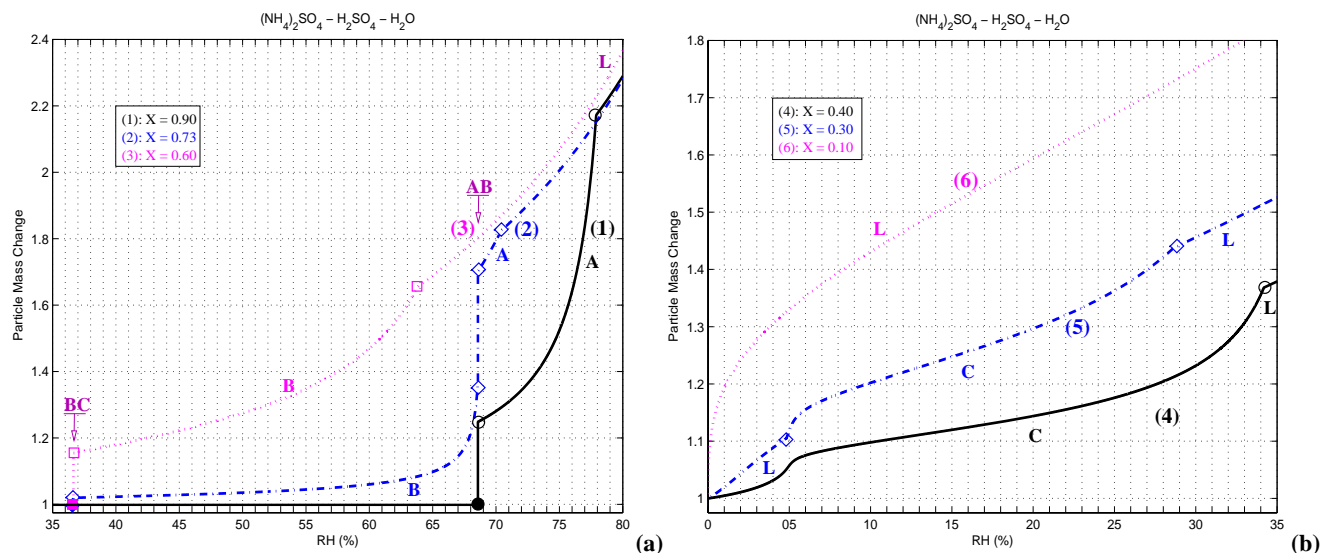 (NH4)2SO4 – H2SO4 – H2O
2.4
2.2
2
1.8
1.6
1.4
1.2
1
Particle Mass Change
(1): X = 0.90
(2): X = 0.73
(3): X = 0.60
L
AB
(3)
(2)
(1)
A
A
B
BC
B
35 40 45 50 55 60 65 70 75 80
RH (%)
(a)
(NH4)2SO4 – H2SO4 – H2O
1.8
1.7
1.6
1.5
1.4
1.3
1.2
1.1
1
Particle Mass Change
(4): X = 0.40
(5): X = 0.30
(6): X = 0.10
(6)
L
L
(5)
L
C
(4)
C
L
0 05 10 15 20 25 30 35
RH (%)
(b)